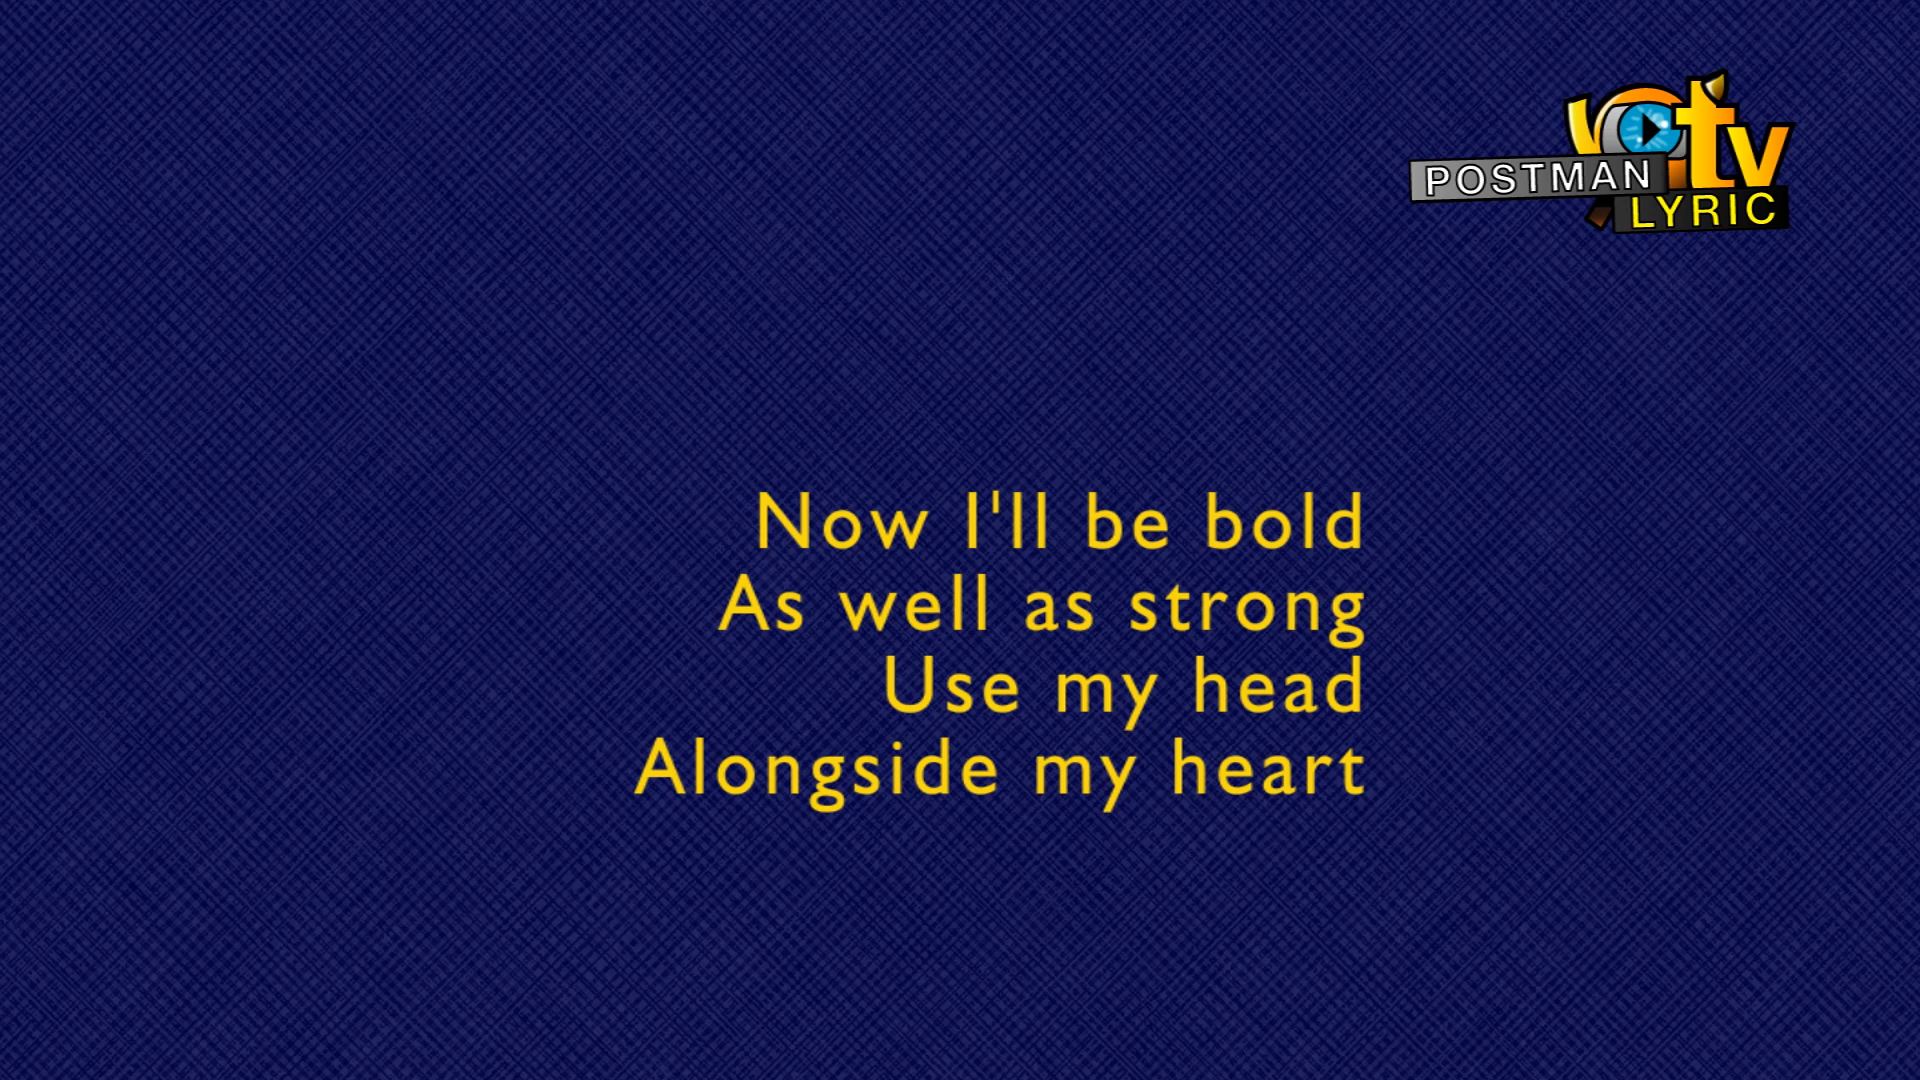 tv
POSTMAN
LYRIC
Now I'll be bold
As well as strong
Use my head
Alongside my heart